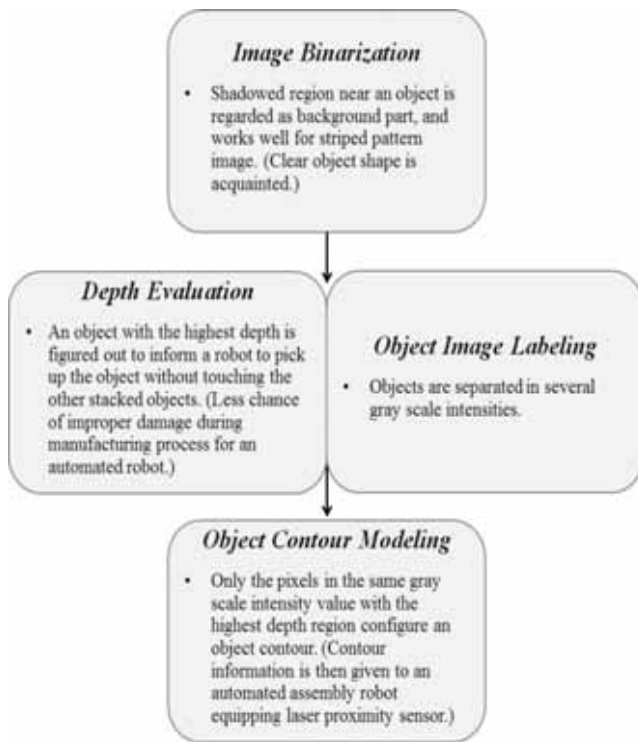 Image Binarization
• Shadowed region near an object is
regarded as background part, and
works well for striped pattern
image. (Clear object shape is
acquainted.)
Depth Evaluation
• An object with the highest depth is
figured out to inform a robot to pick
up the object without touching the
other stacked objects. (Less chance
of improper damage during
manufacturing process for an
automated robot.)
Object Image Labeling
• Objects are separated in several
gray scale intensities.
Object Contour Modeling
• Only the pixels in the same gray
scale intensity value with the
highest depth region configure an
object contour. (Contour
information is then given to an
automated assembly robot
equipping laser proximity sensor.)